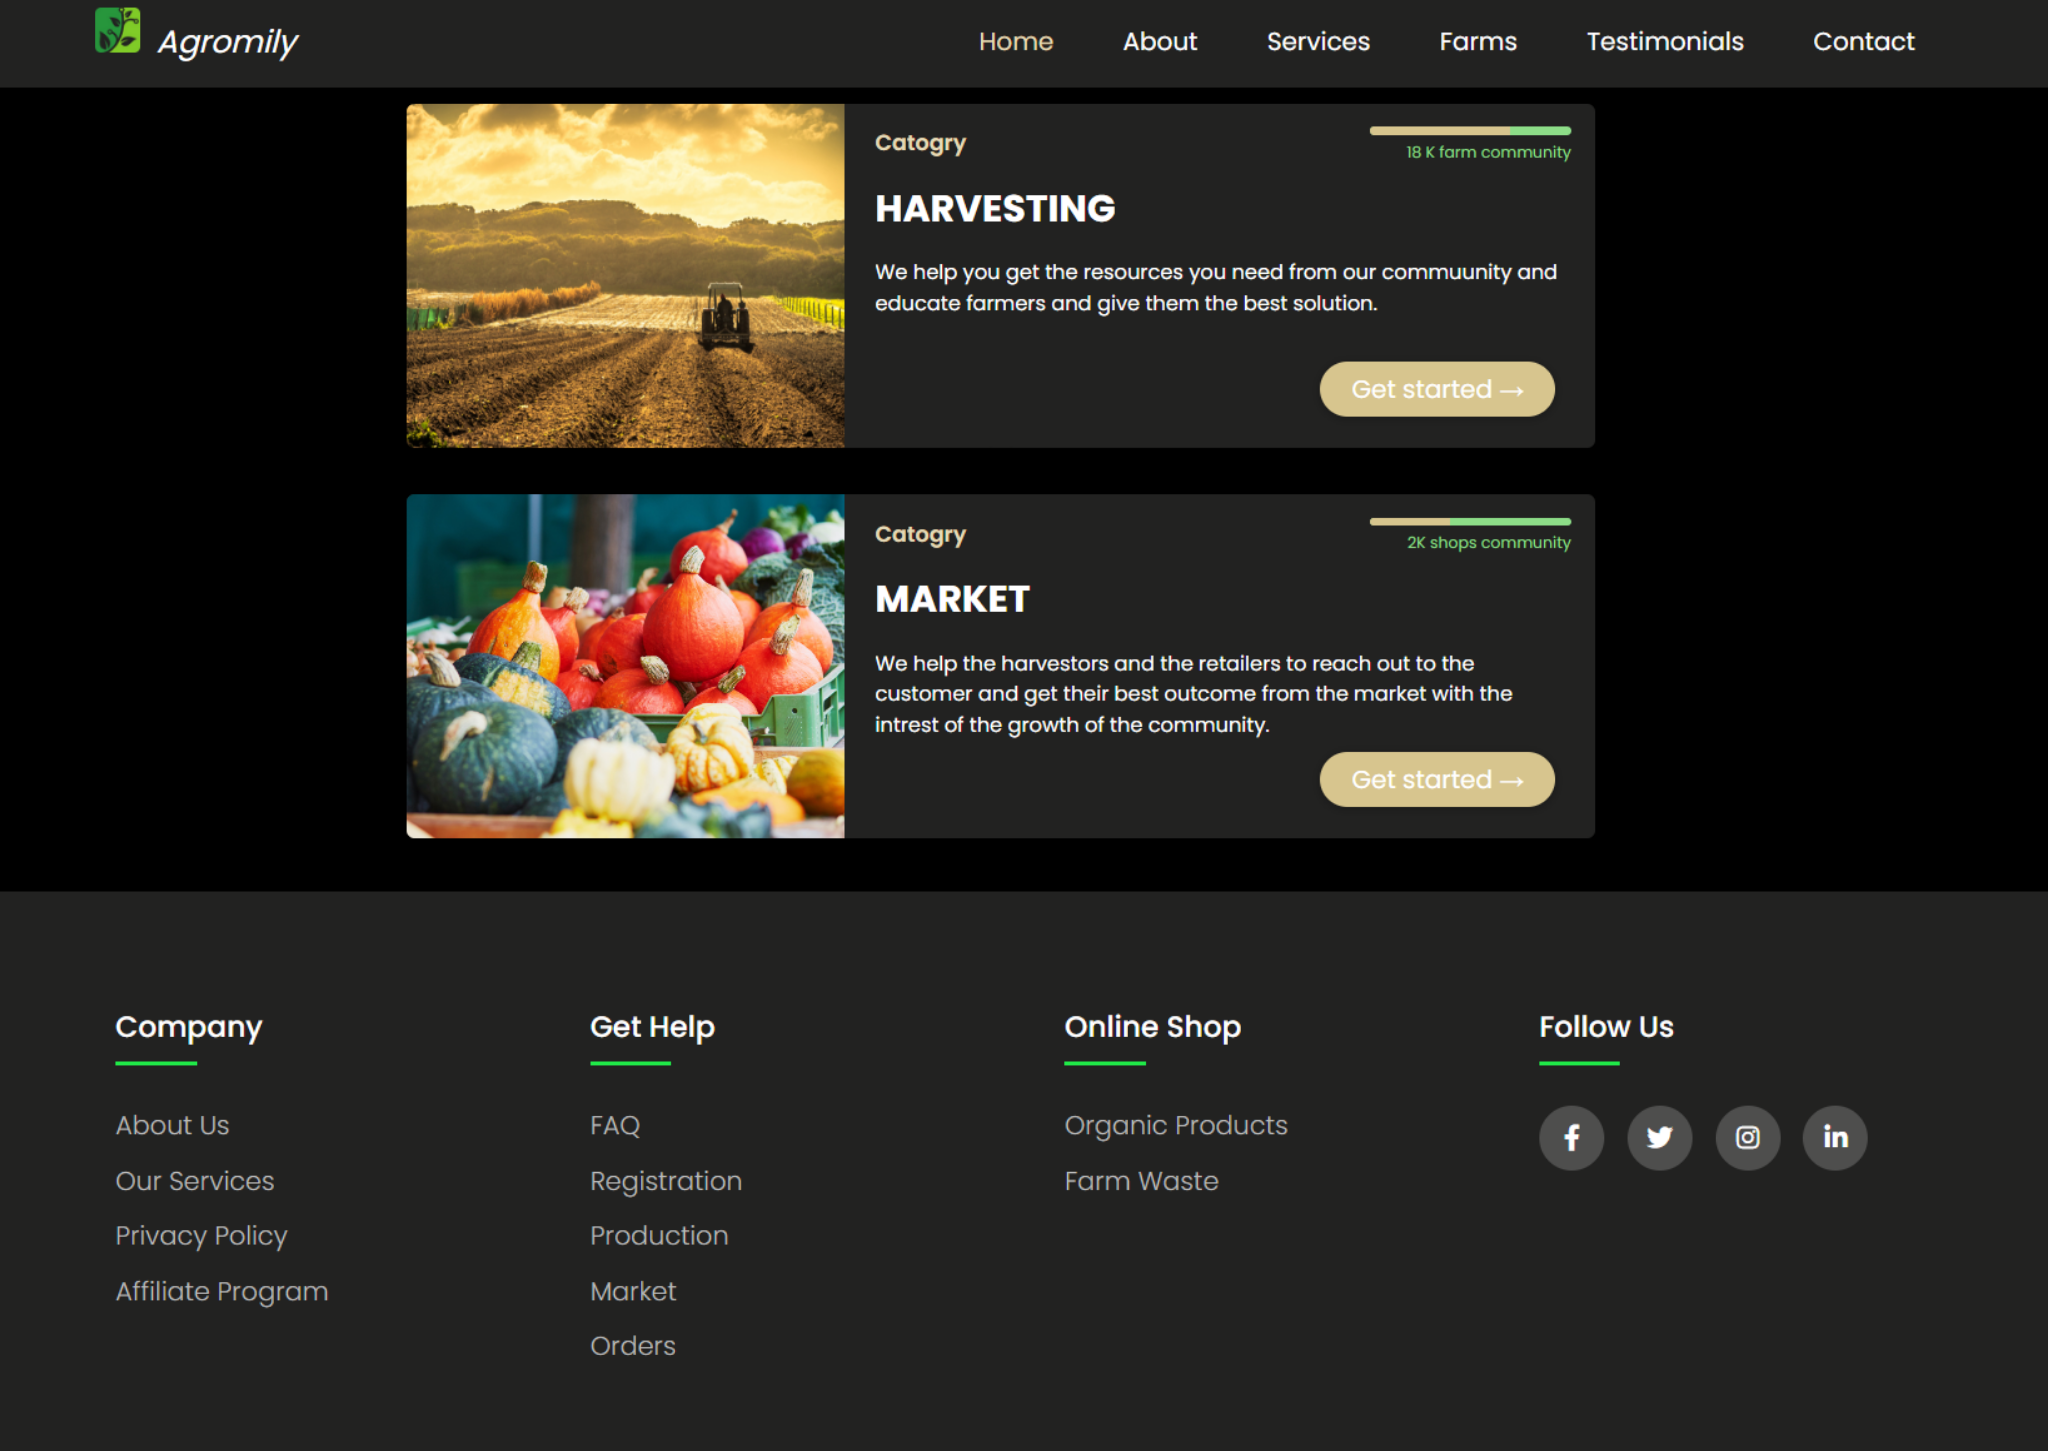 Agromily
Home About Services Farms Testimonials Contact
Catogry
18 K farm community
HARVESTING
We help you get the resources you need from our commuunity and
educate farmers and give them the best solution.
Get started →
Catogry
2K shops community
MARKET
We help the harvestors and the retailers to reach out to the
customer and get their best outcome from the market with the
intrest of the growth of the community.
Get started →
Company
About Us
Our Services
Privacy Policy
Affiliate Program
Get Help
FAQ
Registration
Production
Market
Orders
Online Shop
Organic Products
Farm Waste
Follow Us